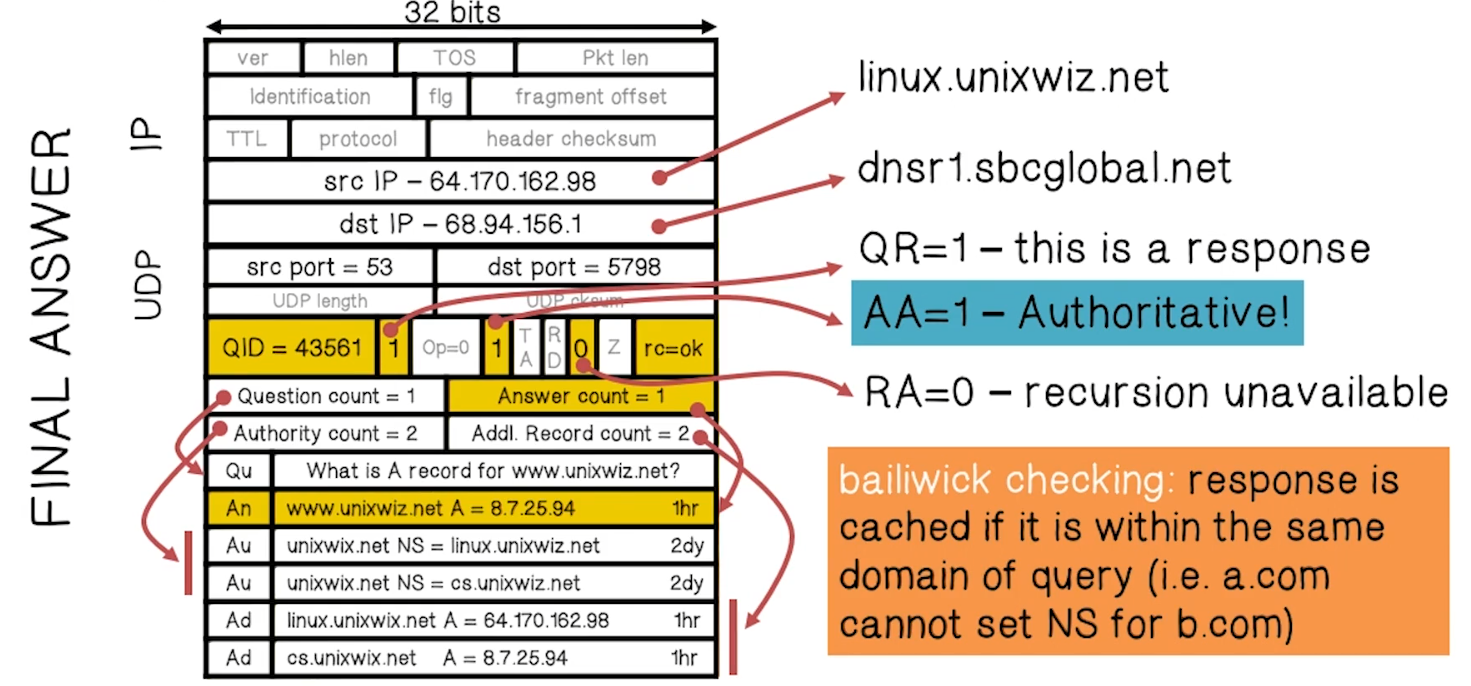 32 bits
FINAL ANSWER
IP
UDP
ver hlen TOS Pkt len
Identification flg fragment offset
TTL protocol header checksum
src IP – 64.170.162.98
dst IP – 68.94.156.1
src port = 53 dst port = 5798
UDP length UDP cksum
QID = 43561 1 Op=0 1 T A R D 0 Z rc=ok
Question count = 1 Answer count = 1
Authority count = 2 Addl. Record count = 2
Qu What is A record for www.unixwiz.net?
An www.unixwiz.net A = 8.7.25.94 1hr
Au unixwix.net NS = linux.unixwiz.net 2dy
Au unixwix.net NS = cs.unixwiz.net 2dy
Ad linux.unixwix.net A = 64.170.162.98 1hr
Ad cs.unixwix.net A = 8.7.25.94 1hr
linux.unixwiz.net
dnsr1.sbcglobal.net
QR=1 – this is a response
AA=1 – Authoritative!
RA=0 – recursion unavailable
bailiwick checking: response is
cached if it is within the same
domain of query (i.e. a.com
cannot set NS for b.com)